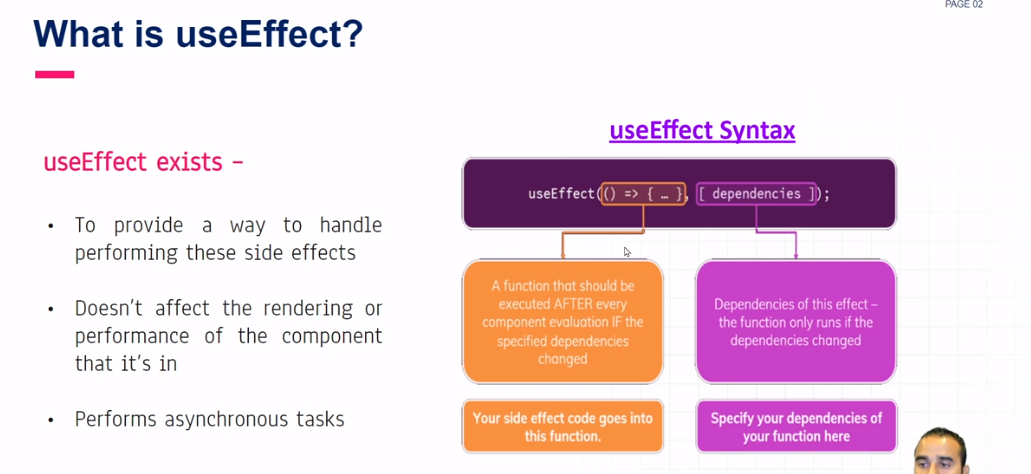 PAGE 02
What is useEffect?
useEffect exists –
• To provide a way to handle
performing these side effects
• Doesn't affect the rendering or
performance of the component
that it's in
• Performs asynchronous tasks
useEffect Syntax
useEffect(() => { … }, [ dependencies ]);
A function that should be
executed AFTER every
component evaluation IF the
specified dependencies
changed
Dependencies of this effect –
the function only runs if the
dependencies changed
Your side effect code goes into
this function.
Specify your dependencies of
your function here